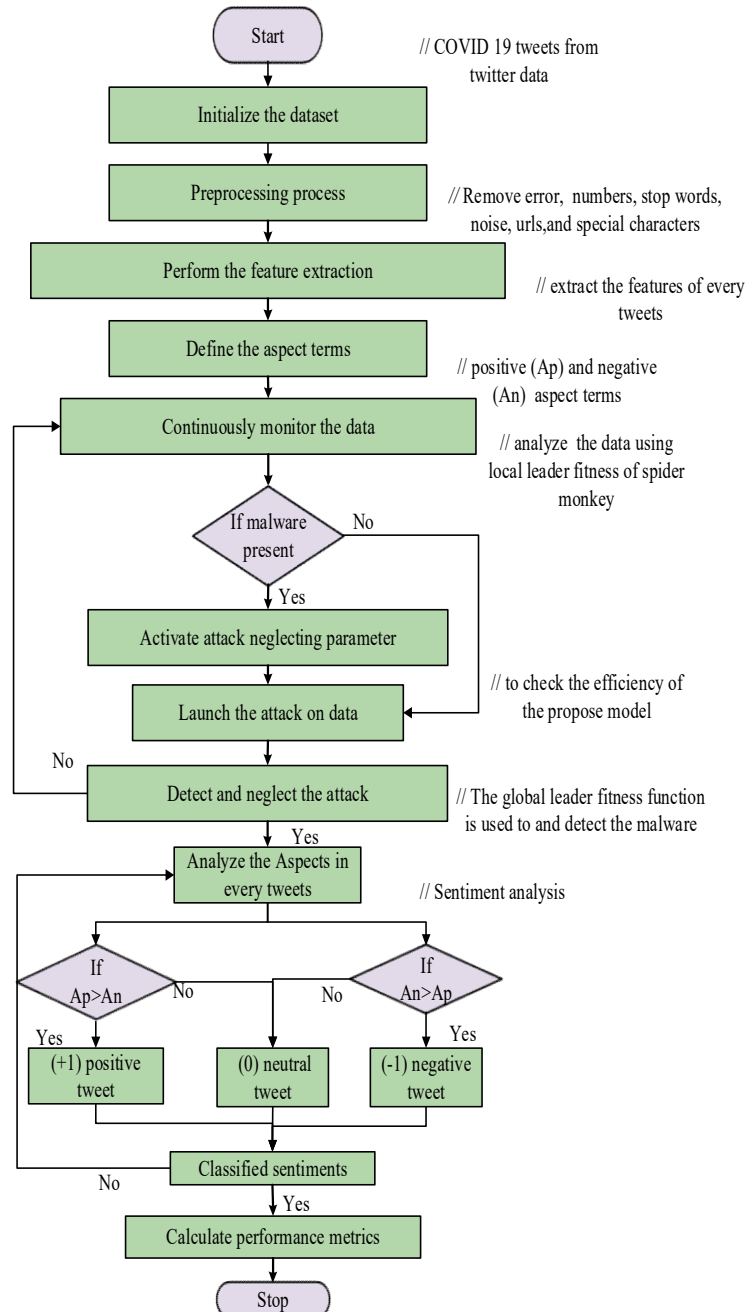 Start
// COVID 19 tweets from
twitter data
Initialize the dataset
Preprocessing process
// Remove error, numbers, stop words,
noise, urls,and special characters
Perform the feature extraction
// extract the features of every
tweets
Define the aspect terms
// positive (Ap) and negative
(An) aspect terms
Continuously monitor the data
// analyze the data using
local leader fitness of spider
monkey
If malware
present
No
Yes
Activate attack neglecting parameter
Launch the attack on data
// to check the efficiency of
the propose model
No
Detect and neglect the attack
// The global leader fitness function
is used to and detect the malware
Yes
Analyze the Aspects in
every tweets
// Sentiment analysis
If
Ap>An
No
If
An>Ap
No
Yes
Yes
(+1) positive
tweet
(0) neutral
tweet
(-1) negative
tweet
Classified sentiments
No
Yes
Calculate performance metrics
Stop